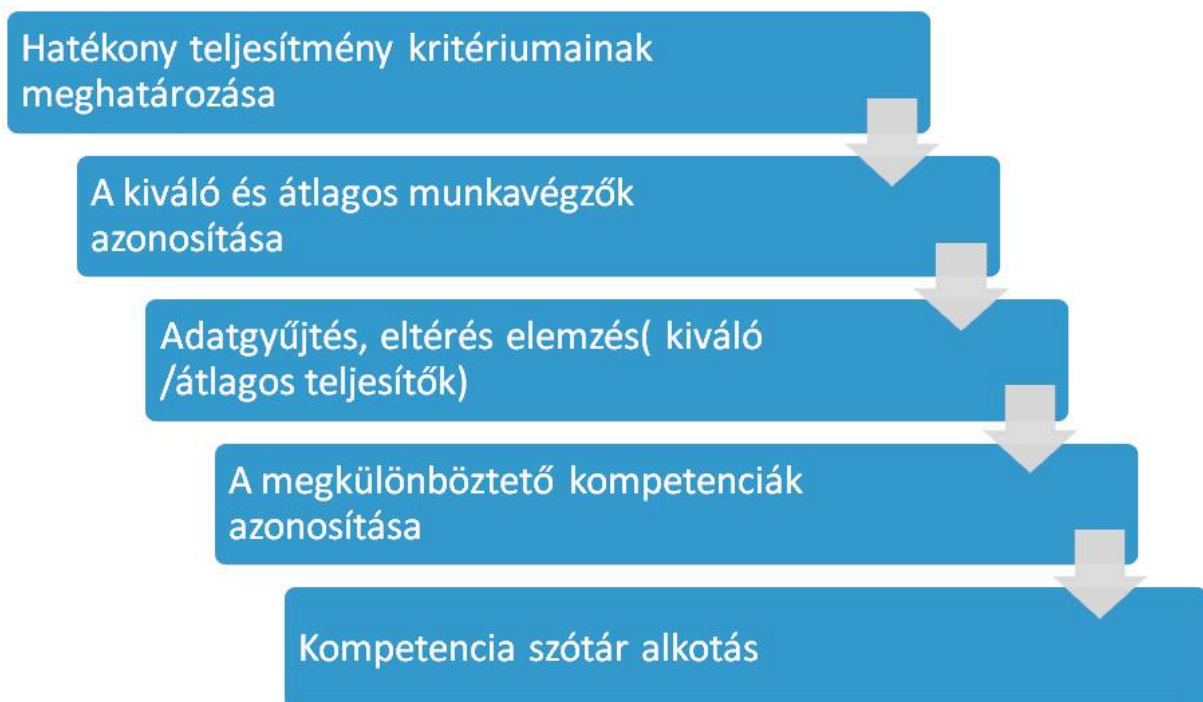 Hatékony teljesítmény kritériumainak
meghatározása
A kiváló és átlagos munkavégzők
azonosítása
Adatgyűjtés, eltérés elemzés( kiváló
/átlagos teljesítők)
A megkülönböztető kompetenciák
azonosítása
Kompetencia szótár alkotás